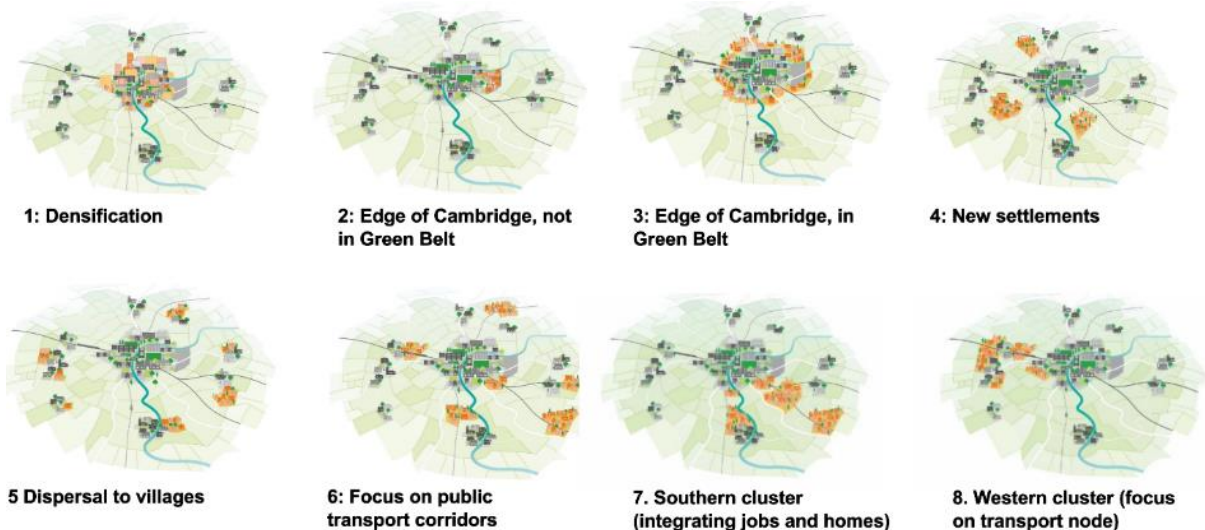 1: Densification
2: Edge of Cambridge, not
in Green Belt
3: Edge of Cambridge, in
Green Belt
4: New settlements
5 Dispersal to villages
6: Focus on public
transport corridors
7. Southern cluster
(integrating jobs and homes)
8. Western cluster (focus
on transport node)